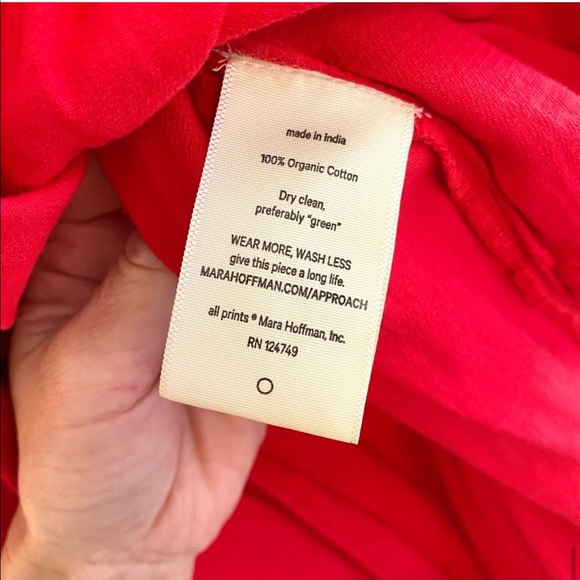 made in India
100% Organic Cotton
Dry clean,
preferably "green"
WEAR MORE, WASH LESS
give this piece a long life.
MARAHOFFMAN.COM/APPROACH
all prints ® Mara Hoffman, Inc.
RN 124749